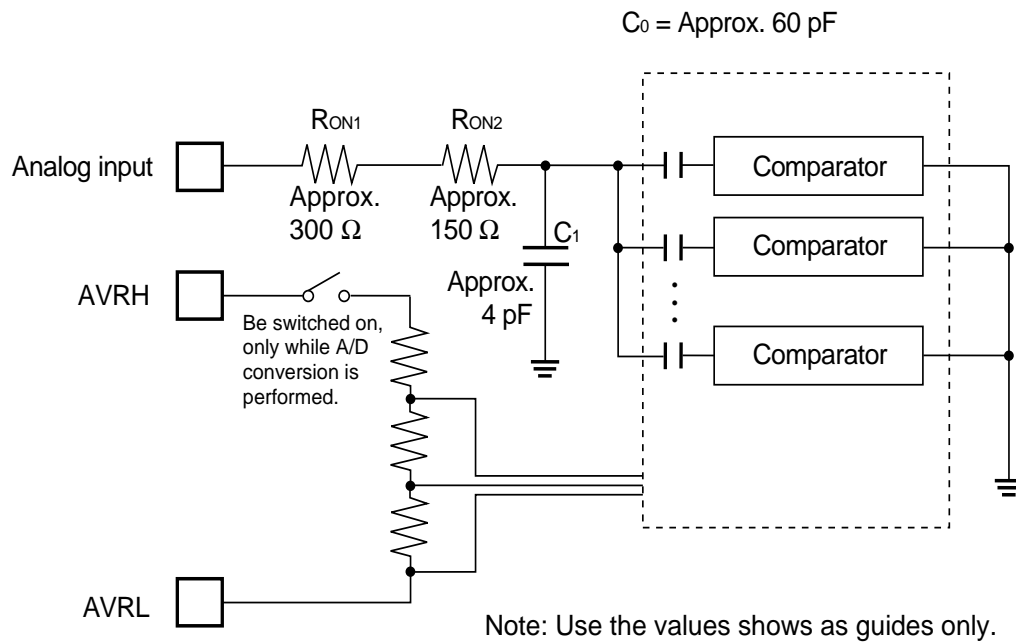 C0 = Approx. 60 pF
RON1
RON2
Analog input
Approx.
300 Ω
Approx.
150 Ω
C1
Approx.
4 pF
Comparator
Comparator
Comparator
AVRH
Be switched on,
only while A/D
conversion is
performed.
AVRL
Note: Use the values shows as guides only.